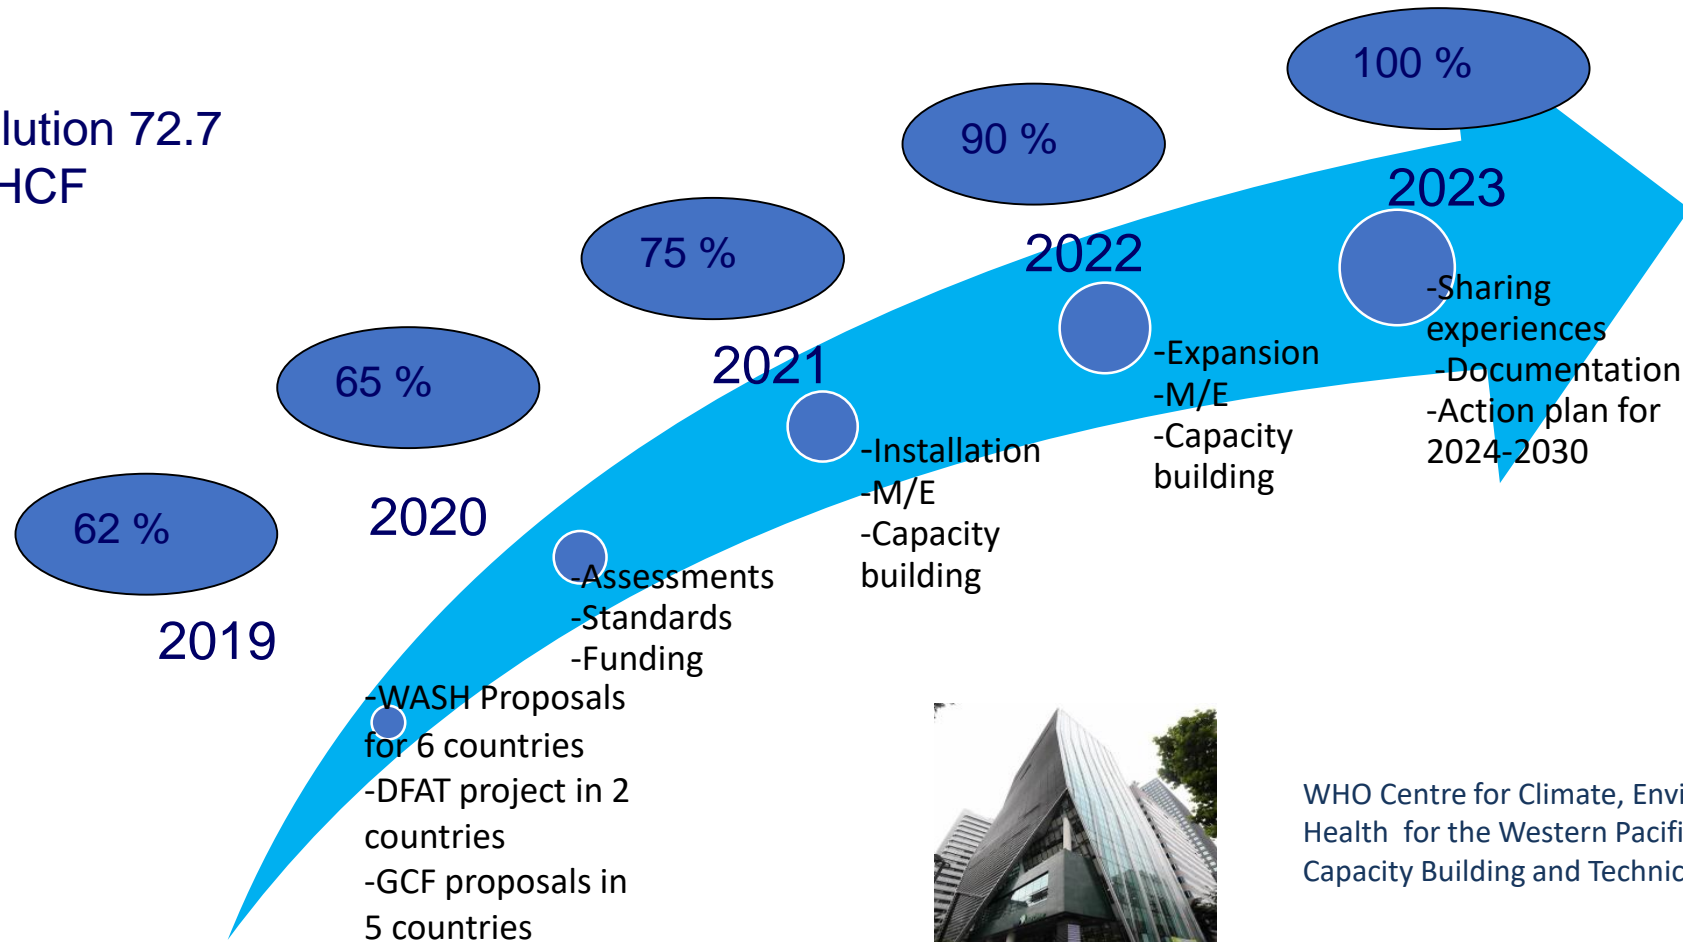 lution 72.7
HCF
62 %
2019
-WASH Proposals
for 6 countries
-DFAT project in 2
countries
-GCF proposals in
5 countries
65 %
2020
-Assessments
-Standards
-Funding
75 %
2021
-Installation
-M/E
-Capacity
building
90 %
2022
-Expansion
-M/E
-Capacity
building
100 %
2023
-Sharing
experiences
-Documentation
-Action plan for
2024-2030
WHO Centre for Climate, Envi
Health for the Western Pacifi
Capacity Building and Technic